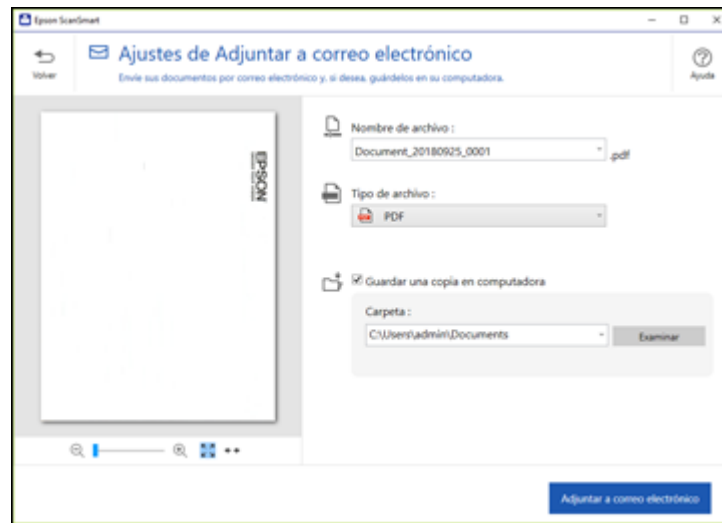 Epson ScanSmart
Volver
Ajustes de Adjuntar a correo electrónico
Envíe sus documentos por correo electrónico y, si desea, guárdelos en su computadora.
Ayuda
EPSON
Nombre de archivo :
Document_20180925_0001
.pdf
Tipo de archivo :
PDF
Guardar una copia en computadora
Carpeta :
C:\Users\admin\Documents
Examinar
Adjuntar a correo electrónico